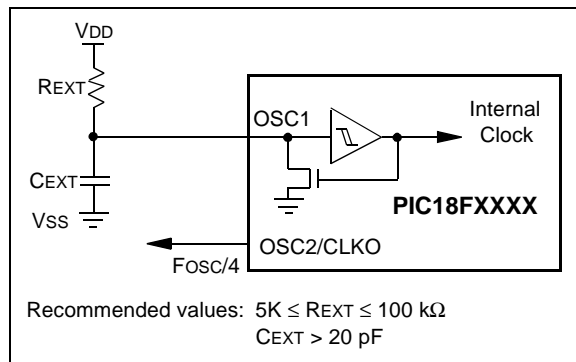 VDD
REXT
OSC1
Internal
Clock
CEXT
PIC18FXXXX
VSS
OSC2/CLKO
FOSC/4
Recommended values: 5K ≤ REXT ≤ 100 kΩ
CEXT > 20 pF